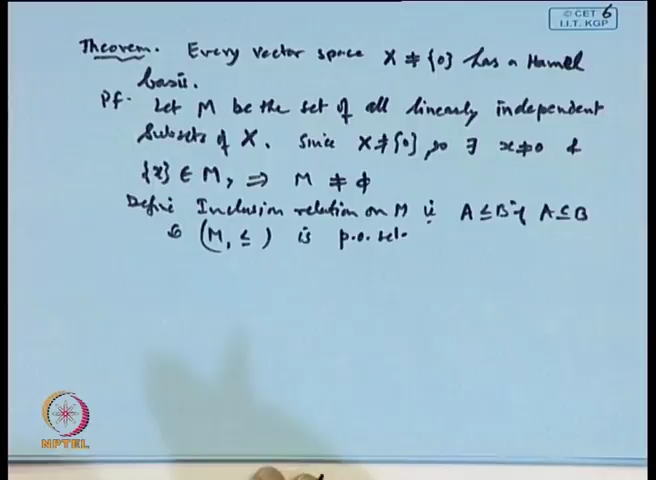 © CET
I.I.T. KGP
6
Theorem. Every vector space X ≠ {0} has a Hamel
basis.
Pf. Let M be the set of all linearly independent
Subsets of X. Since X ≠ {0}, so ∃ x ≠ 0 &
{x} ∈ M, ⇒ M ≠ φ
Define Inclusion relation on M ie A ≤ B if A ⊆ B
So (M, ≤) is p.o. set.
NPTEL